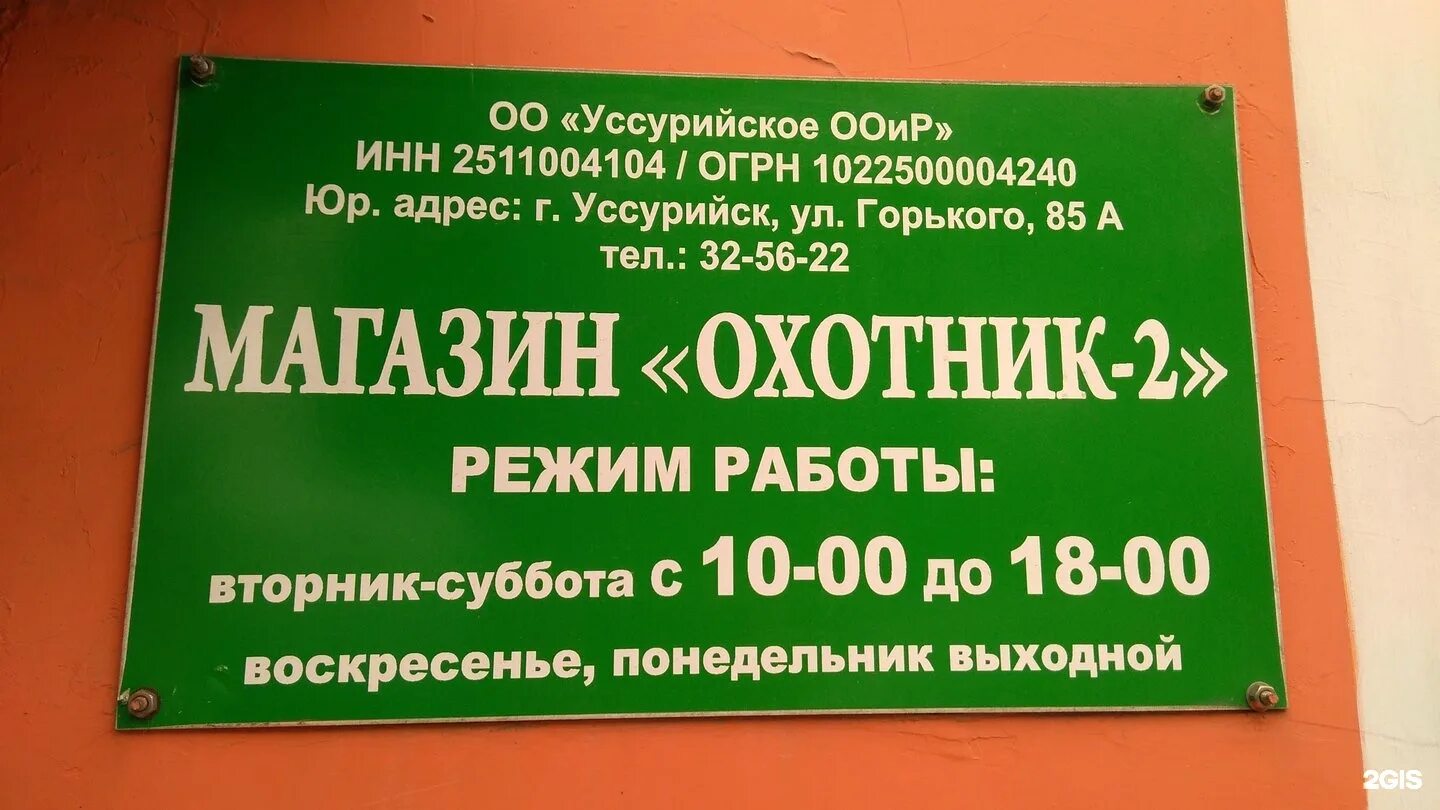 ОО «Уссурийское ООиР»
ИНН 2511004104 / ОГРН 1022500004240
Юр. адрес: г. Уссурийск, ул. Горького, 85 А
тел.: 32-56-22
МАГАЗИН «ОХОТНИК-2»
РЕЖИМ РАБОТЫ:
вторник-суббота с 10-00 до 18-00
воскресенье, понедельник выходной
2GIS